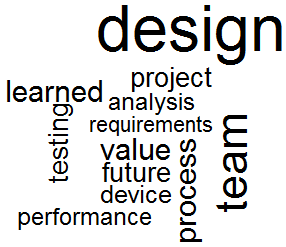 design
project
learned
analysis
requirements
testing
value
team
future
process
device
performance